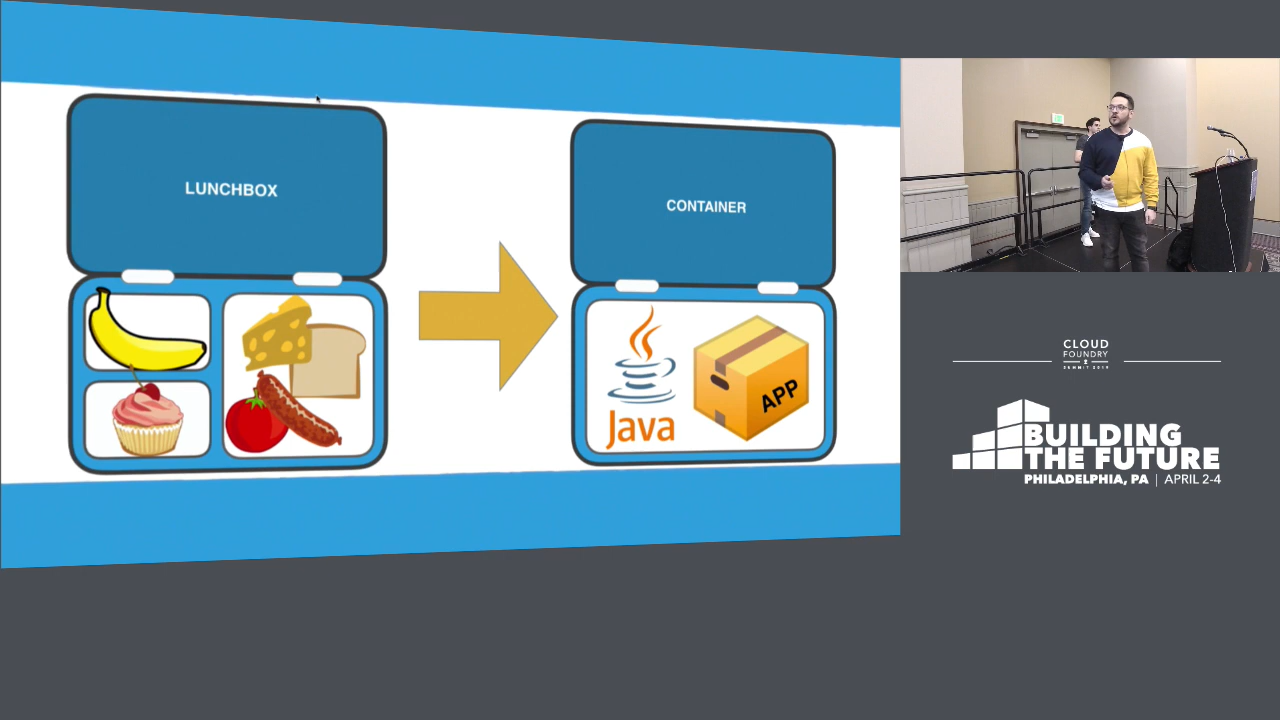 LUNCHBOX
CONTAINER
Java
APP
CLOUD
FOUNDRY
SUMMIT 2019
BUILDING
THE FUTURE
PHILADELPHIA, PA | APRIL 2-4